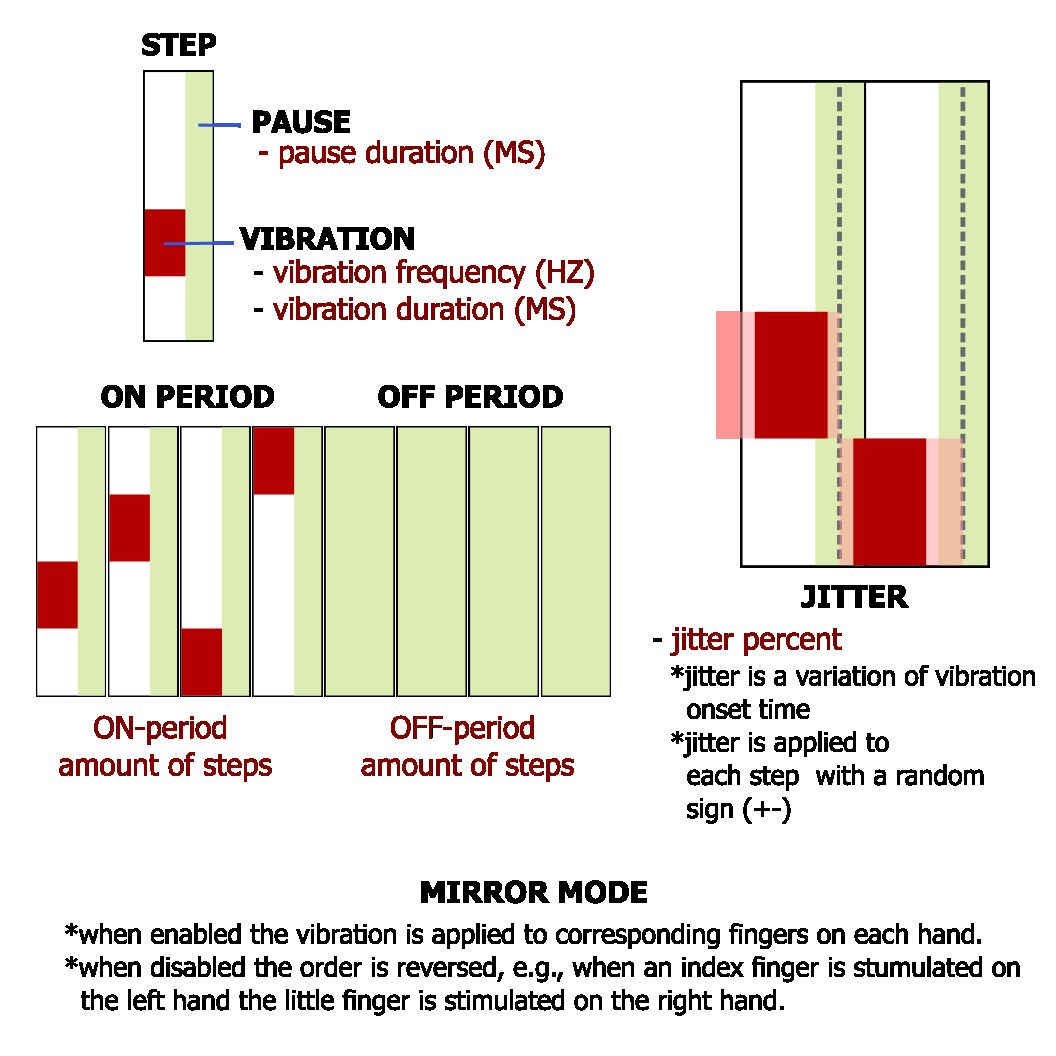 STEP
PAUSE
- pause duration (MS)
VIBRATION
- vibration frequency (HZ)
- vibration duration (MS)
ON PERIOD
OFF PERIOD
ON-period
amount of steps
OFF-period
amount of steps
JITTER
- jitter percent
*jitter is a variation of vibration
onset time
*jitter is applied to
each step with a random
sign (+-)
MIRROR MODE
*when enabled the vibration is applied to corresponding fingers on each hand.
*when disabled the order is reversed, e.g., when an index finger is stumulated on
the left hand the little finger is stimulated on the right hand.